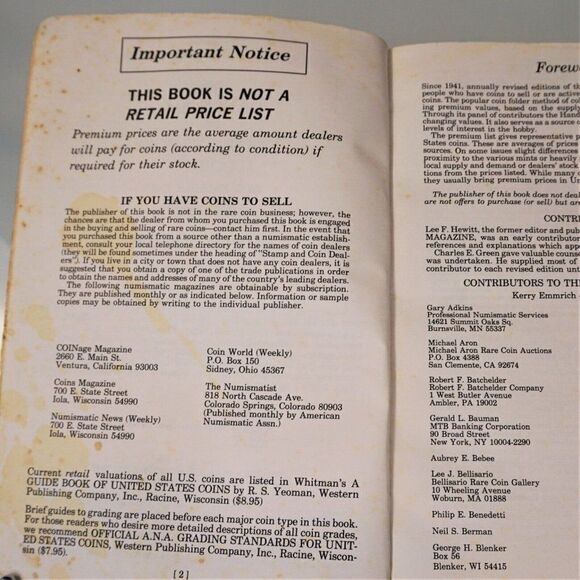 Important Notice
THIS BOOK IS NOT A
RETAIL PRICE LIST
Premium prices are the average amount dealers
will pay for coins (according to condition) if
required for their stock.
IF YOU HAVE COINS TO SELL
The publisher of this book is not in the rare coin business; however, the
chances are that the dealer from whom you purchased this book is engaged
in the buying and selling of rare coins—contact him first. In the event that
you purchased this book from a source other than a numismatic establish-
ment, consult your local telephone directory for the names of coin dealers
(they will be found sometimes under the heading of "Stamp and Coin Deal-
ers"). If you live in a city or town that does not have any coin dealers, it is
suggested that you obtain a copy of one of the trade publications in order
to obtain the names and addresses of many of the country's leading dealers.
The following numismatic magazines are obtainable by subscription.
They are published monthly or as indicated below. Information or sample
copies may be obtained by writing to the individual publisher.
COINage Magazine
2660 E. Main St.
Ventura, California 93003
Coins Magazine
700 E. State Street
Iola, Wisconsin 54990
Numismatic News (Weekly)
700 E. State Street
Iola, Wisconsin 54990
Coin World (Weekly)
P.O. Box 150
Sidney, Ohio 45367
The Numismatist
818 North Cascade Ave.
Colorado Springs, Colorado 80903
(Published monthly by American
Numismatic Assn.)
Current retail valuations of all U.S. coins are listed in Whitman's A
GUIDE BOOK OF UNITED STATES COINS by R. S. Yeoman, Western
Publishing Company, Inc., Racine, Wisconsin ($8.95)
Brief guides to grading are placed before each major coin type in this book.
For those readers who desire more detailed descriptions of all coin grades,
we recommend OFFICIAL A.N.A. GRADING STANDARDS FOR UNIT-
ED STATES COINS, Western Publishing Company, Inc., Racine, Wiscon-
sin ($7.95).
[ 2 ]
Forew
Since 1941, annually revised editions of th
people who have coins to sell or are active
coins. The popular coin folder method of col
ing premium values, based on the supply
Through its panel of contributors the Hand
changing values. It also serves as a source o
levels of interest in the hobby.
The premium list gives representative p
States coins. These are averages of prices
sources. On some issues slight differences
proximity to the various mints or heavily
local supply and demand or dealers' stock
tions from the prices listed. While many
they usually bring premium prices in Un
The publisher of this book does not deal
are not offers to purchase (or sell) but are
CONTRI
Lee F. Hewitt, the former editor and pub
MAGAZINE, was an early contributor
references and explanations which appe
Charles E. Green gave valuable counse
was undertaken. He supplied most of
contributor to each revised edition unti
CONTRIBUTORS TO THI
Kerry Emmrich
Gary Adkins
Professional Numismatic Services
14621 Summit Oaks Sq.
Burnsville, MN 55337
Michael Aron
Michael Aron Rare Coin Auctions
P.O. Box 4388
San Clemente, CA 92674
Robert F. Batchelder
Robert F. Batchelder Company
1 West Butler Avenue
Ambler, PA 19002
Gerald L. Bauman
MTB Banking Corporation
90 Broad Street
New York, NY 10004-2290
Aubrey E. Bebee
Lee J. Bellisario
Bellisario Rare Coin Gallery
10 Wheeling Avenue
Woburn, MA 01888
Philip E. Benedetti
Neil S. Berman
George H. Blenker
Box 56
Blenker, WI 54415